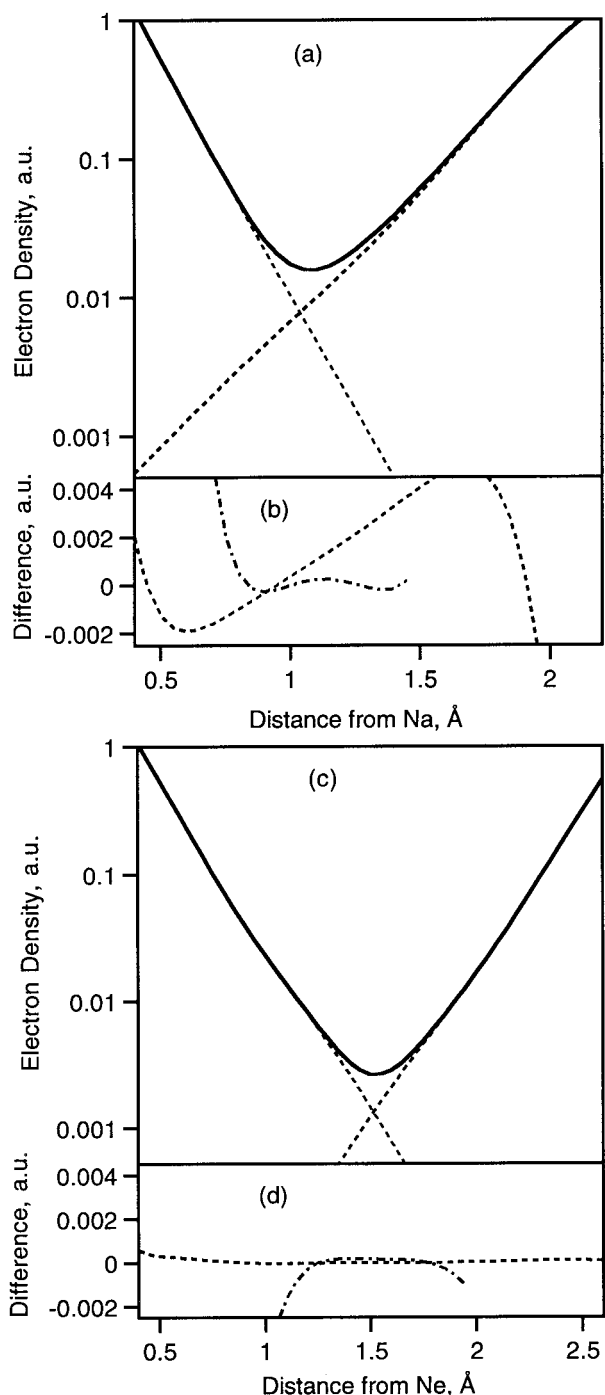 1
(a)
0.1
Electron Density, a.u.
0.01
0.001
0.004
(b)
0.002
Difference, a.u.
0
-0.002
0.5
1
1.5
2
Distance from Na, Å
1
(c)
0.1
Electron Density, a.u.
0.01
0.001
0.004
(d)
0.002
Difference, a.u.
0
-0.002
0.5
1
1.5
2
2.5
Distance from Ne, Å